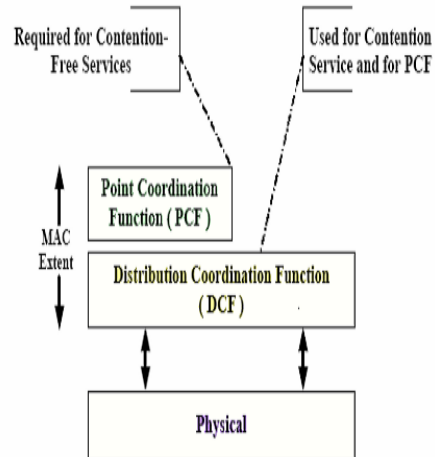 Required for Contention-
Free Services
Used for Contention
Service and for PCF
Point Coordination
Function ( PCF )
MAC
Extent
Distribution Coordination Function
( DCF )
Physical